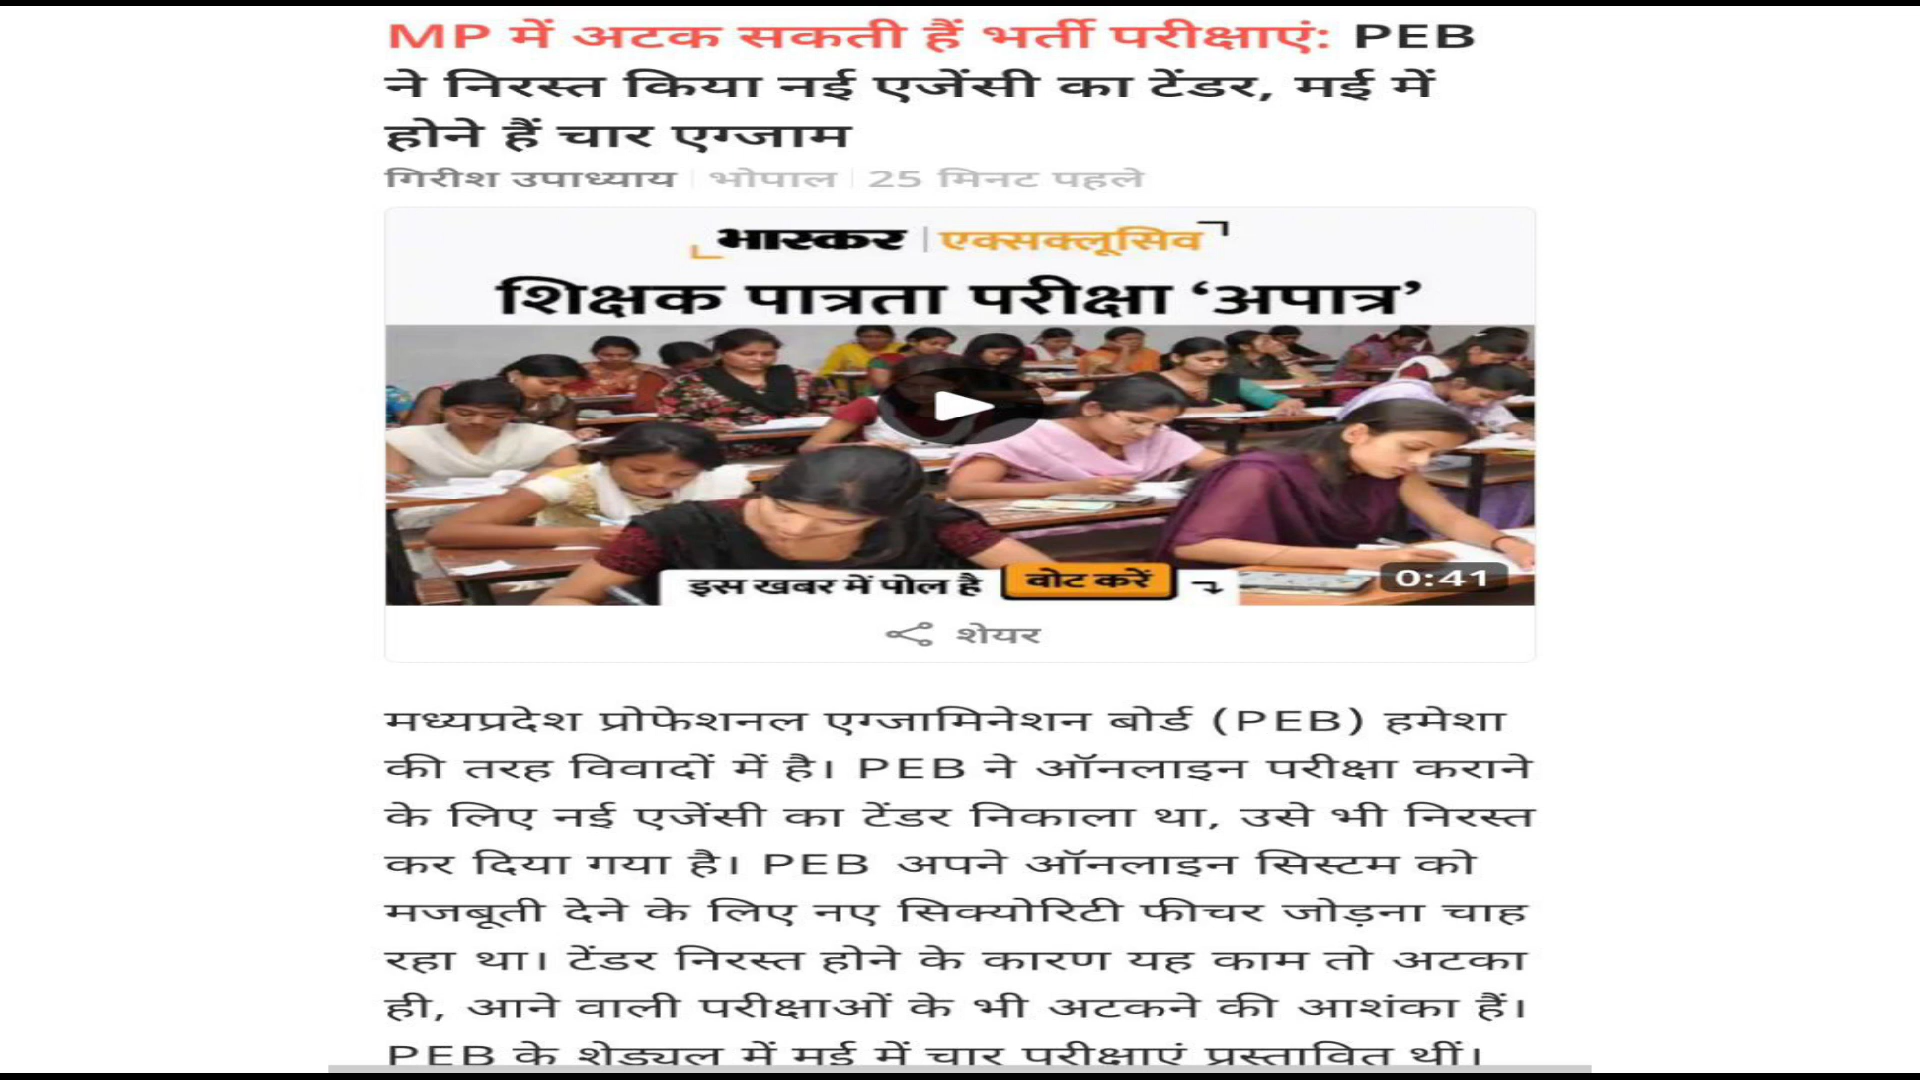 MP में अटक सकती हैं भर्ती परीक्षाएं: PEB
ने निरस्त किया नई एजेंसी का टेंडर, मई में
होने हैं चार एग्जाम
गिरीश उपाध्याय | भोपाल | 25 मिनट पहले
भास्कर | एक्सक्लूसिव
शिक्षक पात्रता परीक्षा ‘अपात्र’
इस खबर में पोल है वोट करें
0:41
शेयर
मध्यप्रदेश प्रोफेशनल एग्जामिनेशन बोर्ड (PEB) हमेशा
की तरह विवादों में है। PEB ने ऑनलाइन परीक्षा कराने
के लिए नई एजेंसी का टेंडर निकाला था, उसे भी निरस्त
कर दिया गया है। PEB अपने ऑनलाइन सिस्टम को
मजबूती देने के लिए नए सिक्योरिटी फीचर जोड़ना चाह
रहा था। टेंडर निरस्त होने के कारण यह काम तो अटका
ही, आने वाली परीक्षाओं के भी अटकने की आशंका हैं।
PEB के शेड्यूल में मई में चार परीक्षाएं प्रस्तावित थीं।